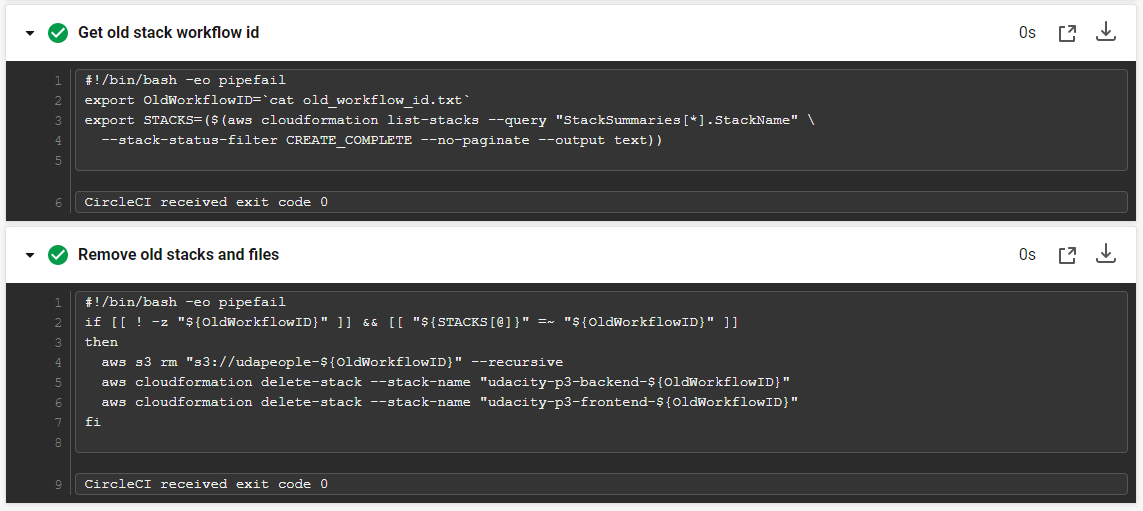 Get old stack workflow id 0s
1 #!/bin/bash -eo pipefail
2 export OldWorkflowID=`cat old_workflow_id.txt`
3 export STACKS=($(aws cloudformation list-stacks --query "StackSummaries[*].StackName" \
4   --stack-status-filter CREATE_COMPLETE --no-paginate --output text))
5
6 CircleCI received exit code 0
Remove old stacks and files 0s
1 #!/bin/bash -eo pipefail
2 if [[ ! -z "${OldWorkflowID}" ]] && [[ "${STACKS[@]}" =~ "${OldWorkflowID}" ]]
3 then
4   aws s3 rm "s3://udapeople-${OldWorkflowID}" --recursive
5   aws cloudformation delete-stack --stack-name "udacity-p3-backend-${OldWorkflowID}"
6   aws cloudformation delete-stack --stack-name "udacity-p3-frontend-${OldWorkflowID}"
7 fi
8
9 CircleCI received exit code 0